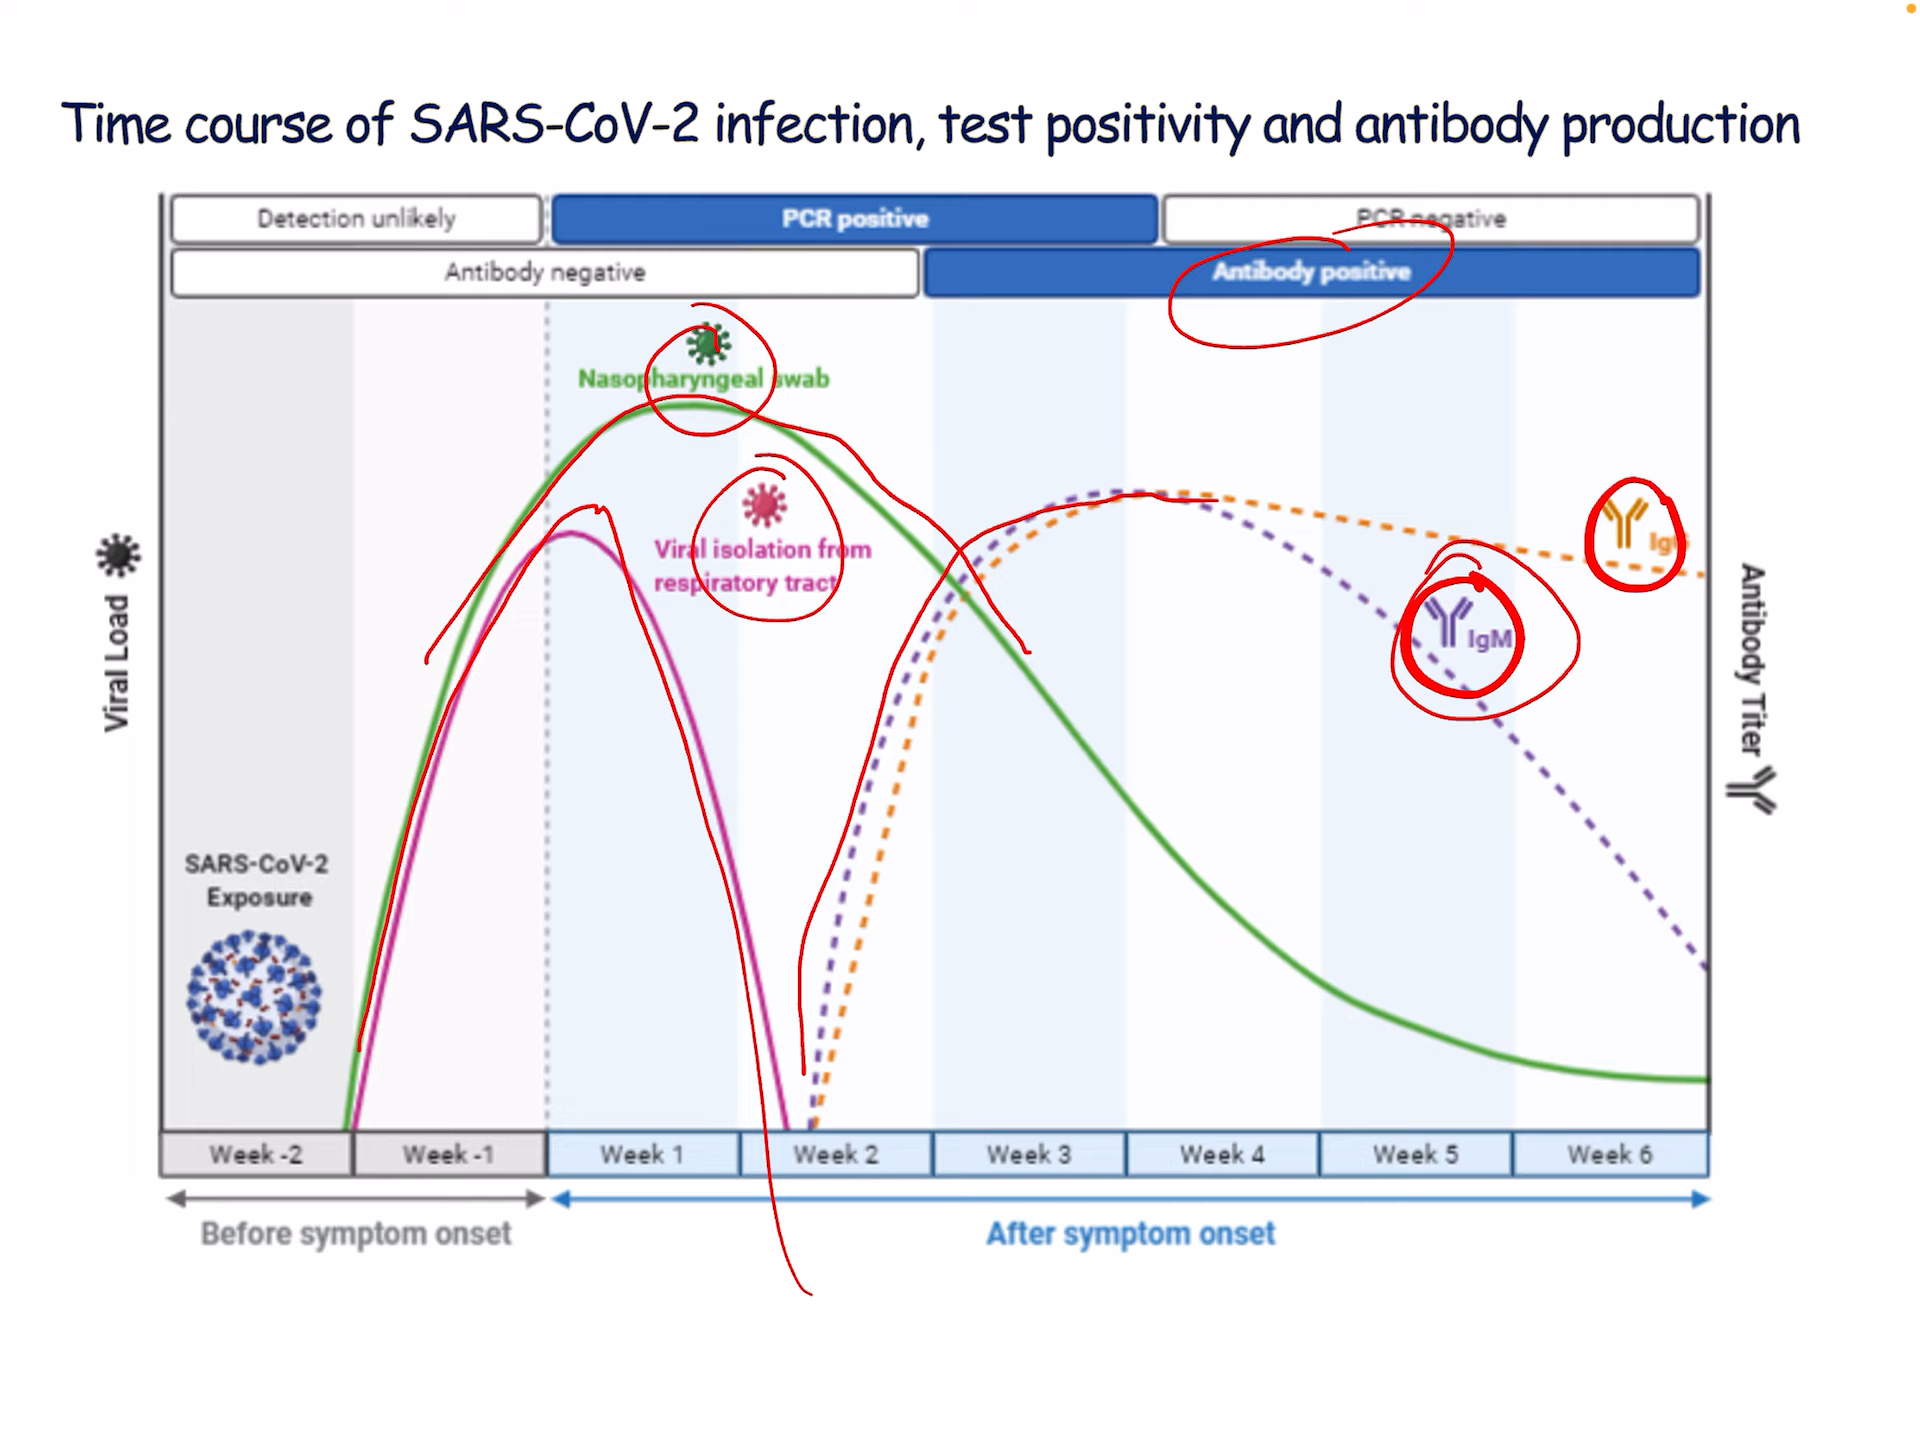 Time course of SARS-CoV-2 infection, test positivity and antibody production
Detection unlikely
PCR positive
PCR negative
Antibody negative
Antibody positive
Nasopharyngeal swab
Viral isolation from
respiratory tract
IgG
IgM
Viral Load
Antibody Titer
SARS-CoV-2
Exposure
Week -2
Week -1
Week 1
Week 2
Week 3
Week 4
Week 5
Week 6
Before symptom onset
After symptom onset